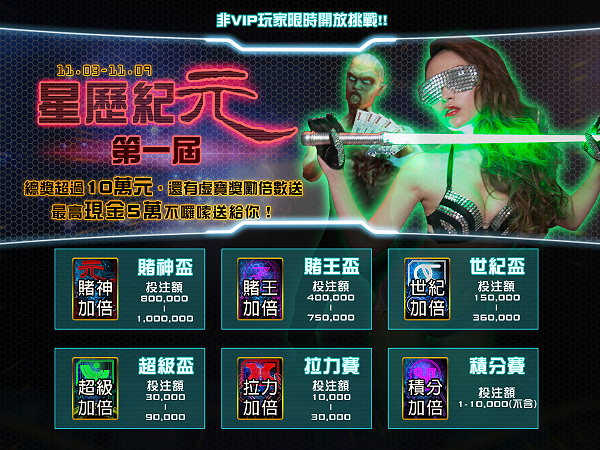 非VIP玩家限時開放挑戰!!
11.03-11.09
星歷紀元
第一屆
總獎超過10萬元，還有虛寶獎勵倍數送
最高現金5萬不囉嗦送給你！
元
賭神
加倍
賭神盃
投注額
800,000
|
1,000,000
賭王
加倍
賭王盃
投注額
400,000
|
750,000
世紀
加倍
世紀盃
投注額
150,000
|
360,000
超級
加倍
超級盃
投注額
30,000
|
90,000
拉力
加倍
拉力賽
投注額
10,000
|
30,000
積分
加倍
積分賽
投注額
1-10,000(不含)